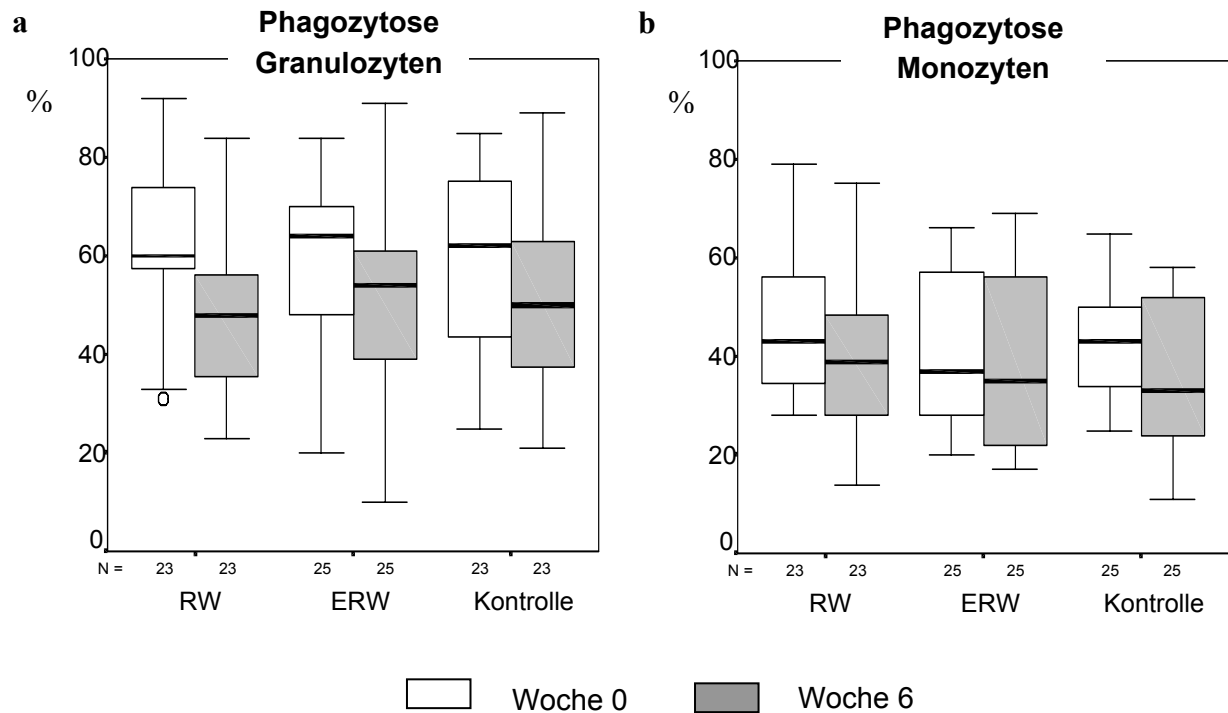 a
Phagozytose
Granulozyten
%
100
80
60
40
20
0
N = 23 23 25 25 23 23
RW ERW Kontrolle
b
Phagozytose
Monozyten
%
100
80
60
40
20
0
N = 23 23 25 25 25 25
RW ERW Kontrolle
Woche 0 Woche 6